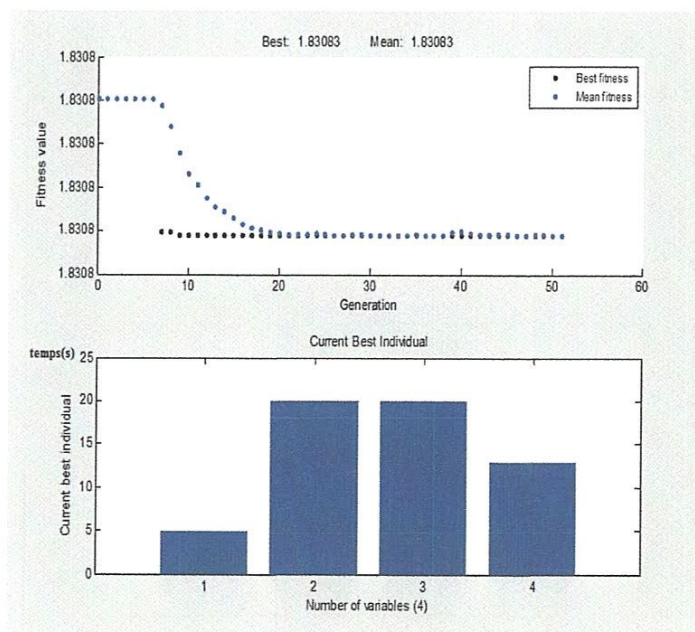 Best: 1.83083 Mean: 1.83083
1.8308
1.8308
1.8308
1.8308
1.8308
1.8308
Fitness value
Best fitness
Mean fitness
0 10 20 30 40 50 60
Generation
Current Best Individual
temps(s)
25
20
15
10
5
0
Current best individual
1 2 3 4
Number of variables (4)